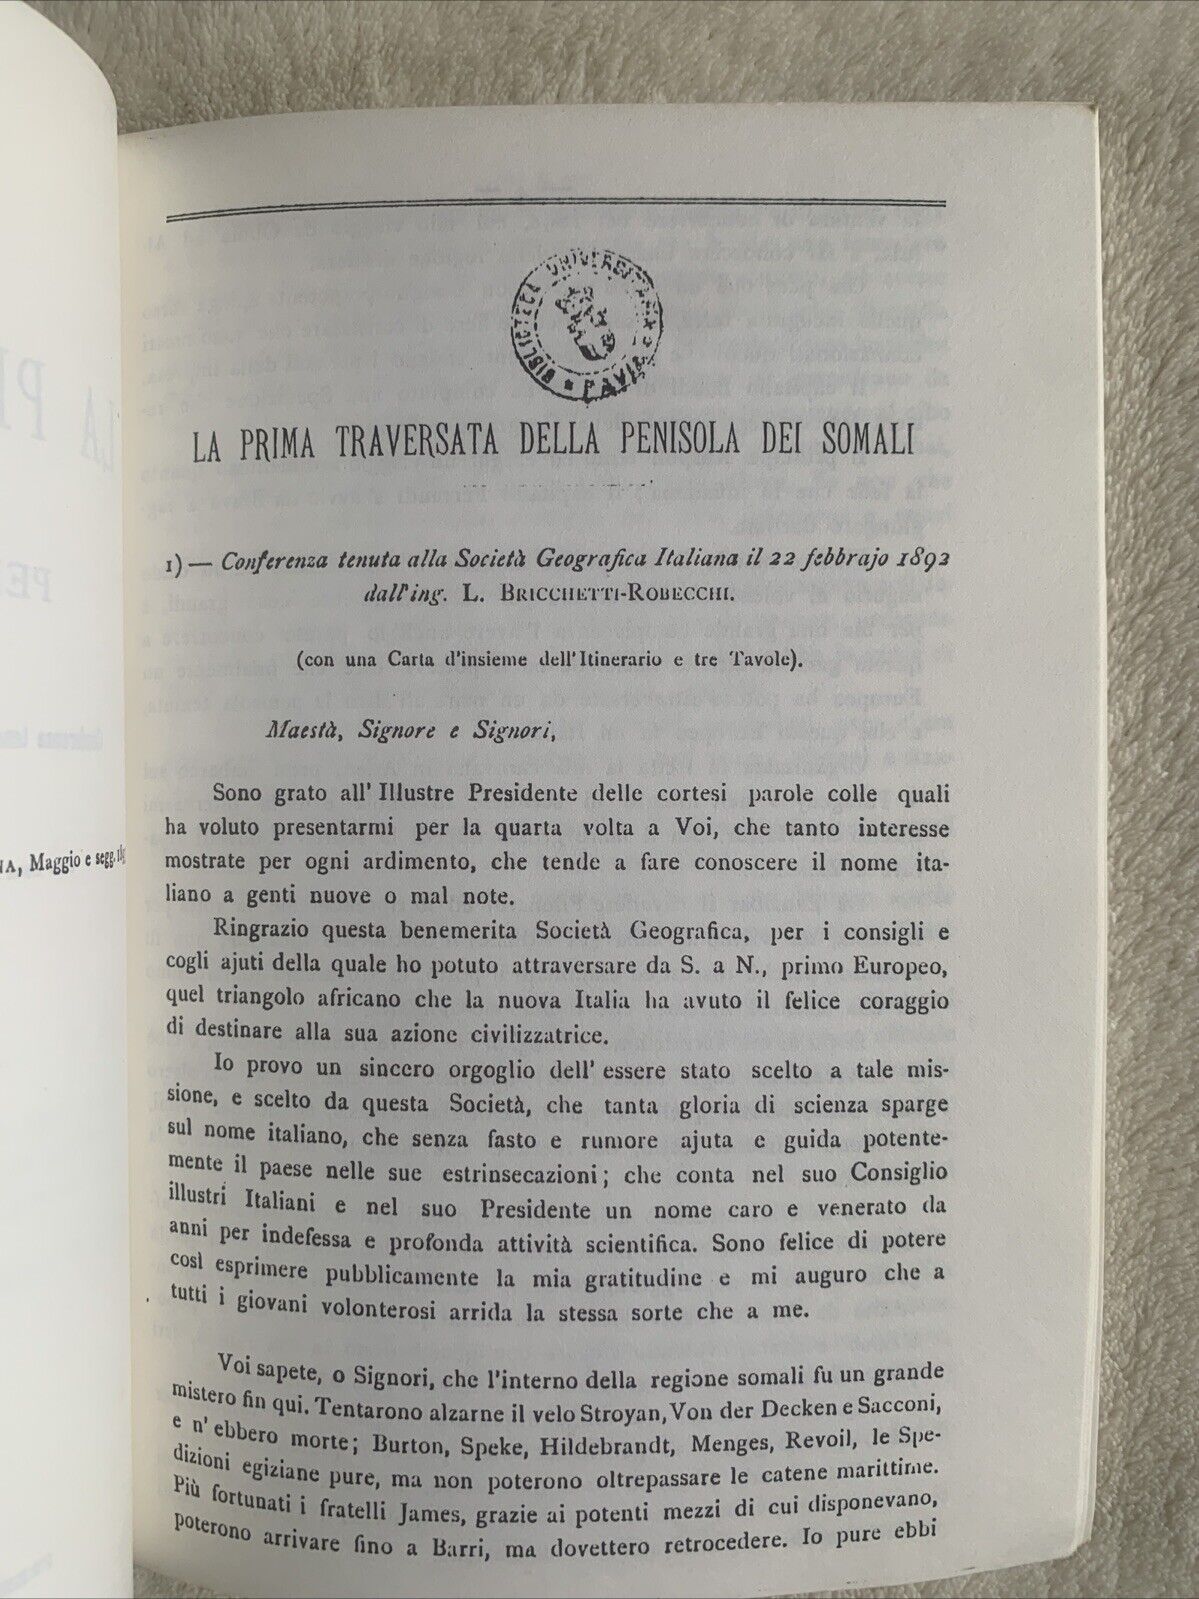 BIBLIOTECA UNIVERSITARIA
* PAVIA *
LA PRIMA TRAVERSATA DELLA PENISOLA DEI SOMALI
1) — Conferenza tenuta alla Società Geografica Italiana il 22 febbrajo 1892
dall'ing. L. BRICCHETTI-ROBECCHI.
(con una Carta d'insieme dell'Itinerario e tre Tavole).
Maestà, Signore e Signori,
Sono grato all' Illustre Presidente delle cortesi parole colle quali
ha voluto presentarmi per la quarta volta a Voi, che tanto interesse
mostrate per ogni ardimento, che tende a fare conoscere il nome ita-
liano a genti nuove o mal note.
Ringrazio questa benemerita Società Geografica, per i consigli e
cogli ajuti della quale ho potuto attraversare da S. a N., primo Europeo,
quel triangolo africano che la nuova Italia ha avuto il felice coraggio
di destinare alla sua azione civilizzatrice.
Io provo un sincero orgoglio dell' essere stato scelto a tale mis-
sione, e scelto da questa Società, che tanta gloria di scienza sparge
sul nome italiano, che senza fasto e rumore ajuta e guida potente-
mente il paese nelle sue estrinsecazioni; che conta nel suo Consiglio
illustri Italiani e nel suo Presidente un nome caro e venerato da
anni per indefessa e profonda attività scientifica. Sono felice di potere
così esprimere pubblicamente la mia gratitudine e mi auguro che a
tutti i giovani volonterosi arrida la stessa sorte che a me.
Voi sapete, o Signori, che l'interno della regione somali fu un grande
mistero fin qui. Tentarono alzarne il velo Stroyan, Von der Decken e Sacconi,
e n' ebbero morte; Burton, Speke, Hildebrandt, Menges, Revoil, le Spe-
dizioni egiziane pure, ma non poterono oltrepassare le catene marittime.
Più fortunati i fratelli James, grazie ai potenti mezzi di cui disponevano,
poterono arrivare fino a Barri, ma dovettero retrocedere. Io pure ebbi
NA, Maggio e segg.